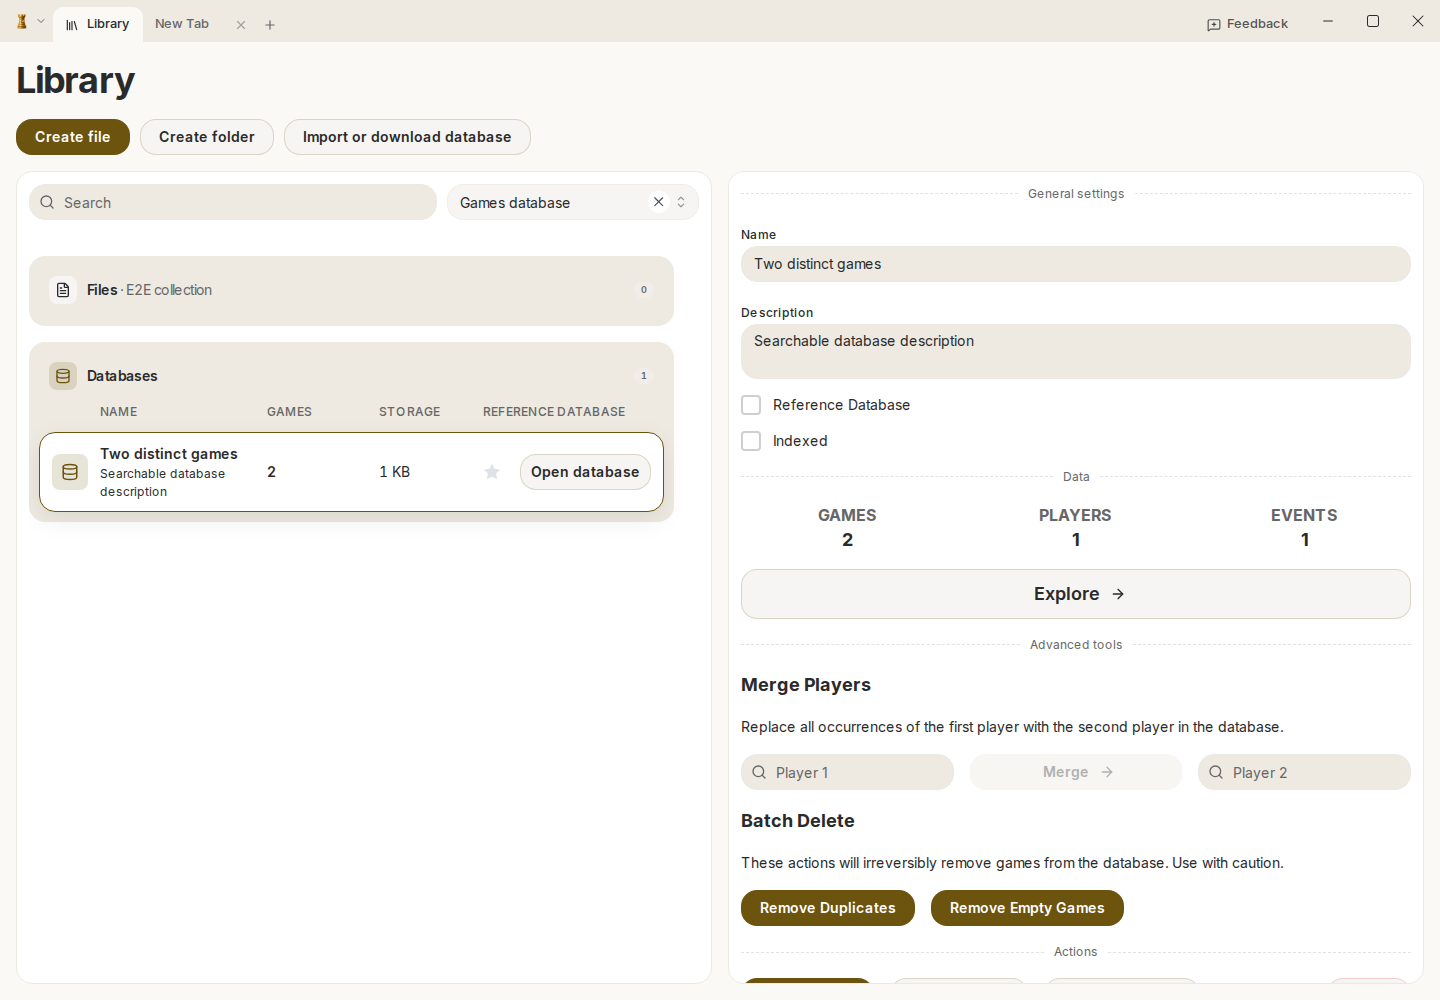 Library
New Tab
Feedback
Library
Create file
Create folder
Import or download database
Search
Games database
Files · E2E collection
0
Databases
1
NAME
GAMES
STORAGE
REFERENCE DATABASE
Two distinct games
Searchable database
description
2
1 KB
Open database
General settings
Name
Two distinct games
Description
Searchable database description
Reference Database
Indexed
Data
GAMES
PLAYERS
EVENTS
2
1
1
Explore
Advanced tools
Merge Players
Replace all occurrences of the first player with the second player in the database.
Player 1
Merge
Player 2
Batch Delete
These actions will irreversibly remove games from the database. Use with caution.
Remove Duplicates
Remove Empty Games
Actions